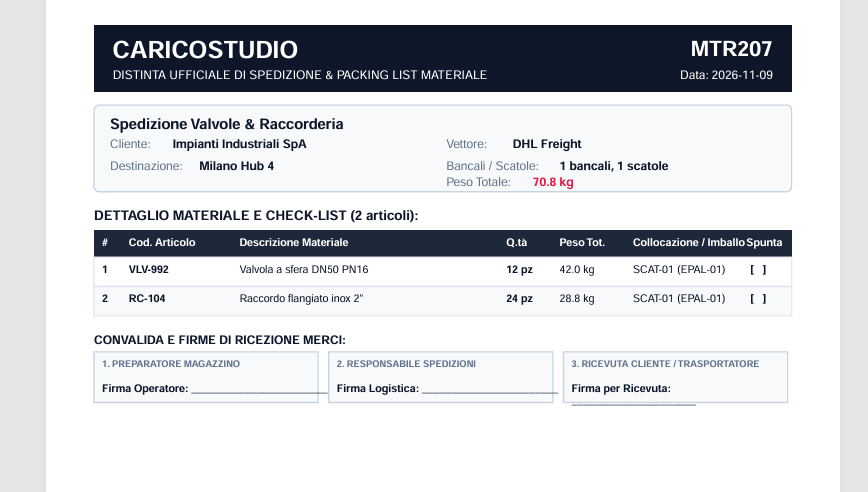 CARICOSTUDIO
MTR207
DISTINTA UFFICIALE DI SPEDIZIONE & PACKING LIST MATERIALE
Data: 2026-11-09
Spedizione Valvole & Raccorderia
Cliente: Impianti Industriali SpA
Vettore: DHL Freight
Destinazione: Milano Hub 4
Bancali / Scatole: 1 bancali, 1 scatole
Peso Totale: 70.8 kg
DETTAGLIO MATERIALE E CHECK-LIST (2 articoli):
# Cod. Articolo Descrizione Materiale Q.tà Peso Tot. Collocazione / Imballo Spunta
1 VLV-992 Valvola a sfera DN50 PN16 12 pz 42.0 kg SCAT-01 (EPAL-01) [ ]
2 RC-104 Raccordo flangiato inox 2" 24 pz 28.8 kg SCAT-01 (EPAL-01) [ ]
CONVALIDA E FIRME DI RICEZIONE MERCI:
1. PREPARATORE MAGAZZINO
Firma Operatore: ______________________
2. RESPONSABILE SPEDIZIONI
Firma Logistica: ______________________
3. RICEVUTA CLIENTE / TRASPORTATORE
Firma per Ricevuta:
____________________